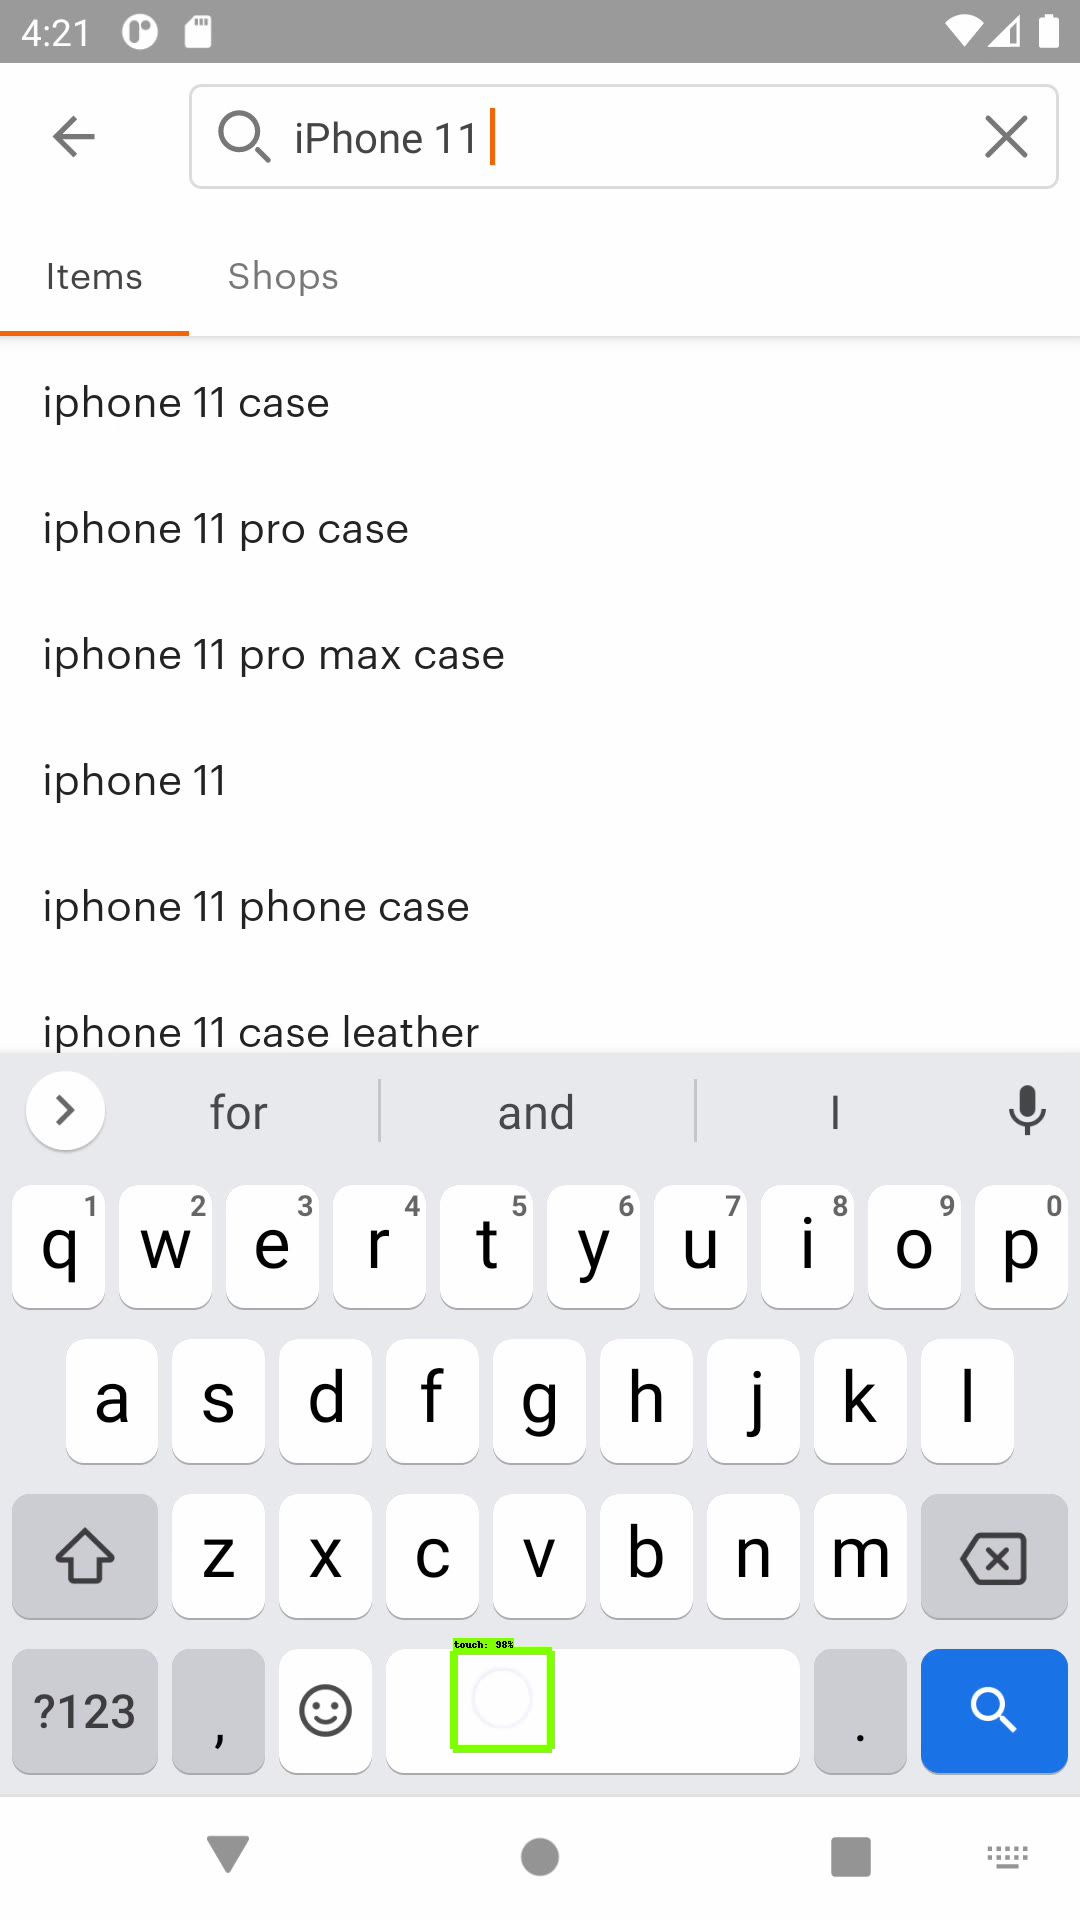 4:21
iPhone 11
Items Shops
iphone 11 case
iphone 11 pro case
iphone 11 pro max case
iphone 11
iphone 11 phone case
iphone 11 case leather
for and I
q 1 w 2 e 3 r 4 t 5 y 6 u 7 i 8 o 9 p 0
a s d f g h j k l
z x c v b n m
touch: 98%
?123 , .